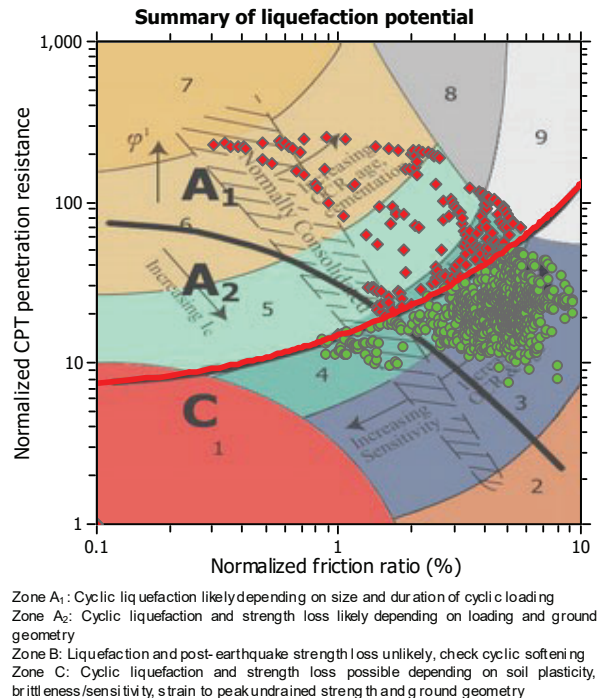 Summary of liquefaction potential
1,000
7
8
9
φ'
Increasing
OCR, age,
cementation
Normally Consolidated
A1
100
6
A2
Increasing Ic
5
10
4
C
3
1
Increasing
Sensitivity
2
1
0.1
1
10
Normalized CPT penetration resistance
Normalized friction ratio (%)
Zone A1: Cyclic liquefaction likely depending on size and duration of cyclic loading
Zone A2: Cyclic liquefaction and strength loss likely depending on loading and ground
geometry
Zone B: Liquefaction and post-earthquake strength loss unlikely, check cyclic softening
Zone C: Cyclic liquefaction and strength loss possible depending on soil plasticity,
brittleness/sensitivity, strain to peak undrained strength and ground geometry